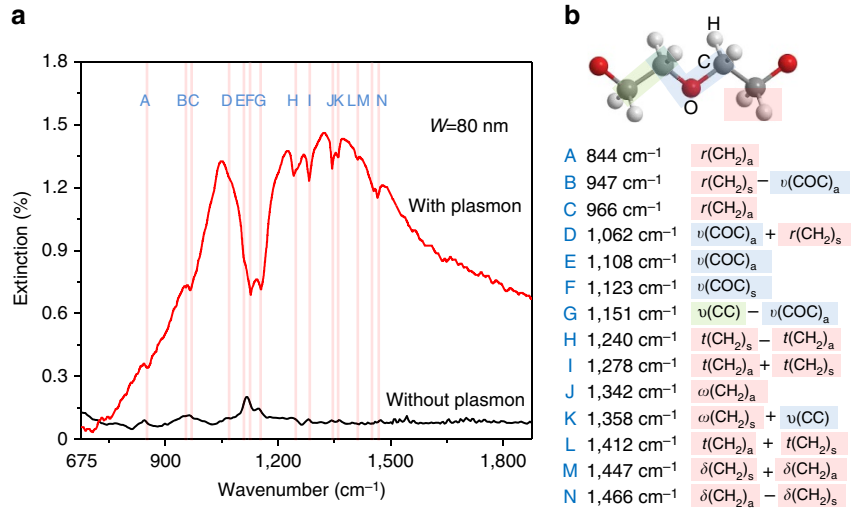 a
1.8
1.5
1.2
0.9
0.6
0.3
0
Extinction (%)
A B C D E F G H I J K L M N
W=80 nm
With plasmon
Without plasmon
675 900 1,200 1,500 1,800
Wavenumber (cm⁻¹)
b
H
C
O
A 844 cm⁻¹ r(CH₂)ₐ
B 947 cm⁻¹ r(CH₂)ₛ − υ(COC)ₐ
C 966 cm⁻¹ r(CH₂)ₐ
D 1,062 cm⁻¹ υ(COC)ₐ + r(CH₂)ₛ
E 1,108 cm⁻¹ υ(COC)ₐ
F 1,123 cm⁻¹ υ(COC)ₛ
G 1,151 cm⁻¹ υ(CC) − υ(COC)ₐ
H 1,240 cm⁻¹ t(CH₂)ₛ − t(CH₂)ₐ
I 1,278 cm⁻¹ t(CH₂)ₐ + t(CH₂)ₛ
J 1,342 cm⁻¹ ω(CH₂)ₐ
K 1,358 cm⁻¹ ω(CH₂)ₛ + υ(CC)
L 1,412 cm⁻¹ t(CH₂)ₐ + t(CH₂)ₛ
M 1,447 cm⁻¹ δ(CH₂)ₛ + δ(CH₂)ₐ
N 1,466 cm⁻¹ δ(CH₂)ₐ − δ(CH₂)ₛ